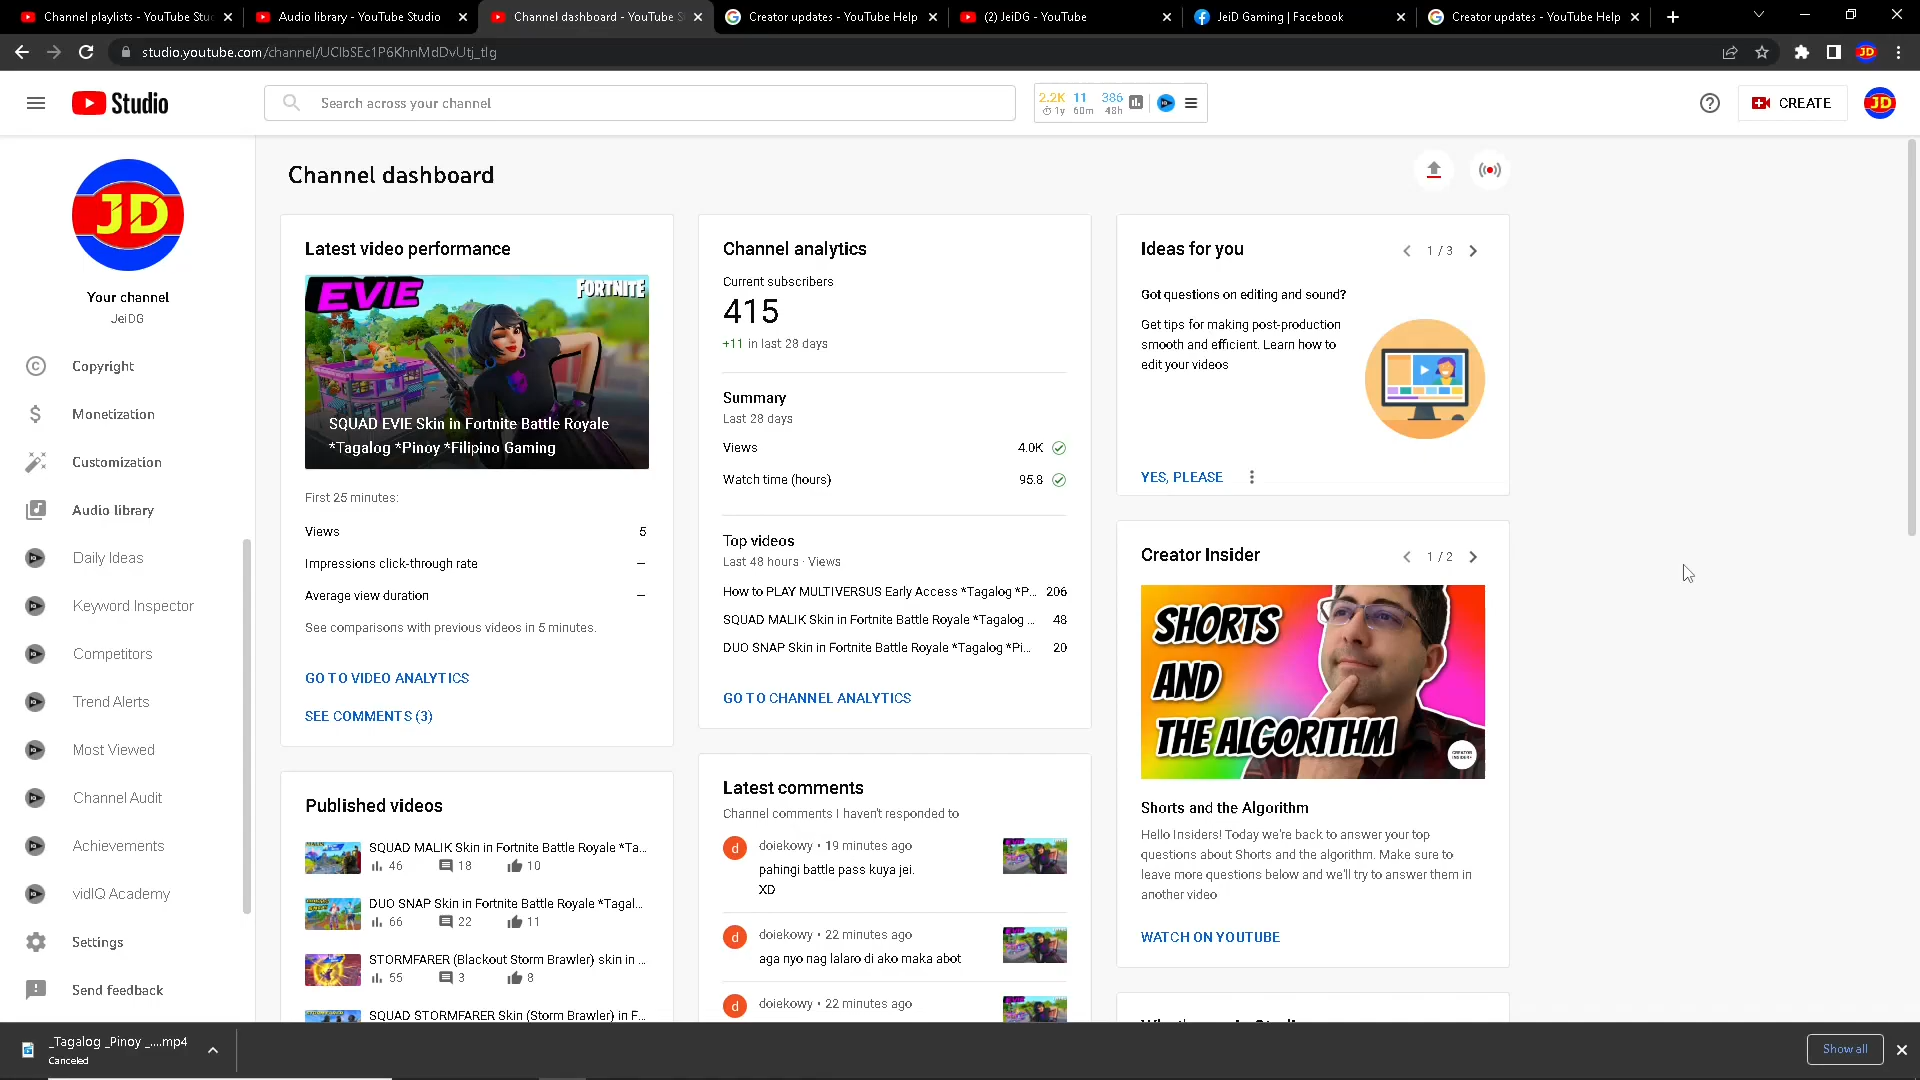 Channel playlists - YouTube Stu
Audio library - YouTube Studio
Channel dashboard - YouTube S
Creator updates - YouTube Help
(2) JeiDG - YouTube
JeiD Gaming | Facebook
Creator updates - YouTube Help
studio.youtube.com/channel/UClbSEc1P6KhnMdDvUtj_tlg
JD
Studio
Search across your channel
2.2K 11 386
1y 60m 48h
CREATE
JD
JD
Your channel
JeiDG
Copyright
Monetization
Customization
Audio library
Daily Ideas
Keyword Inspector
Competitors
Trend Alerts
Most Viewed
Channel Audit
Achievements
vidIQ Academy
Settings
Send feedback
Channel dashboard
Latest video performance
EVIE
FORTNITE
SQUAD EVIE Skin in Fortnite Battle Royale
*Tagalog *Pinoy *Filipino Gaming
First 25 minutes:
Views 5
Impressions click-through rate —
Average view duration —
See comparisons with previous videos in 5 minutes.
GO TO VIDEO ANALYTICS
SEE COMMENTS (3)
Published videos
SQUAD MALIK Skin in Fortnite Battle Royale *Ta...
46 18 10
DUO SNAP Skin in Fortnite Battle Royale *Tagal...
66 22 11
STORMFARER (Blackout Storm Brawler) skin in ...
55 3 8
SQUAD STORMFARER Skin (Storm Brawler) in F...
Channel analytics
Current subscribers
415
+11 in last 28 days
Summary
Last 28 days
Views 4.0K
Watch time (hours) 95.8
Top videos
Last 48 hours · Views
How to PLAY MULTIVERSUS Early Access *Tagalog *P... 206
SQUAD MALIK Skin in Fortnite Battle Royale *Tagalog ... 48
DUO SNAP Skin in Fortnite Battle Royale *Tagalog *Pi... 20
GO TO CHANNEL ANALYTICS
Latest comments
Channel comments I haven't responded to
d
doiekowy • 19 minutes ago
pahingi battle pass kuya jei.
XD
d
doiekowy • 22 minutes ago
aga nyo nag lalaro di ako maka abot
d
doiekowy • 22 minutes ago
Ideas for you
1 / 3
Got questions on editing and sound?
Get tips for making post-production
smooth and efficient. Learn how to
edit your videos
YES, PLEASE
Creator Insider
1 / 2
SHORTS
AND
THE ALGORITHM
CREATOR
INSIDER
Shorts and the Algorithm
Hello Insiders! Today we're back to answer your top
questions about Shorts and the algorithm. Make sure to
leave more questions below and we'll try to answer them in
another video
WATCH ON YOUTUBE
_Tagalog _Pinoy _....mp4
Canceled
Show all